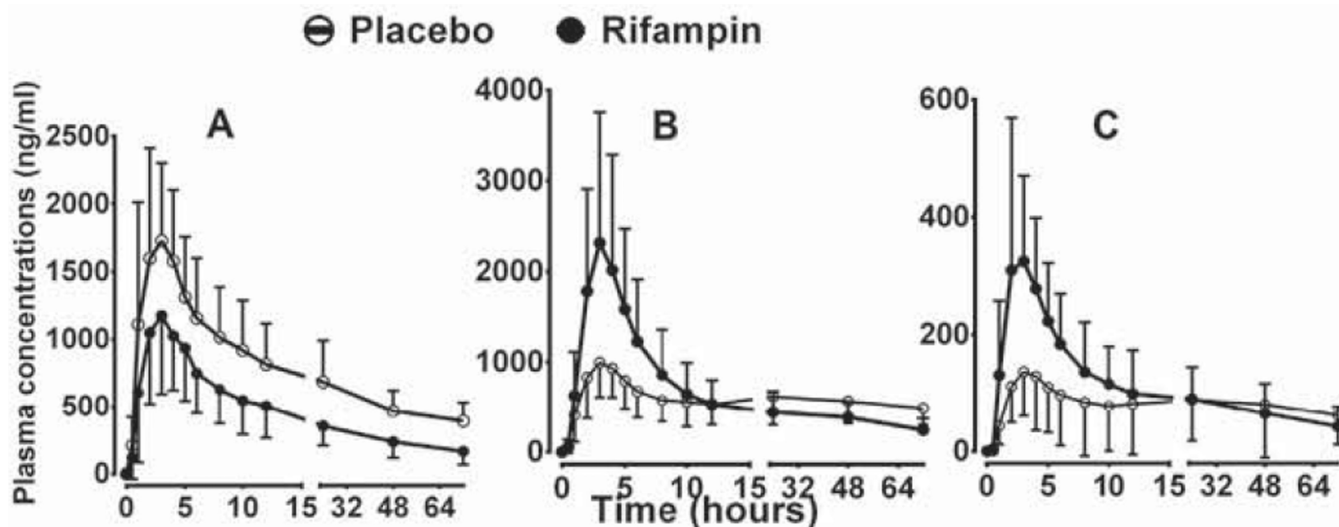 Placebo Rifampin
A
B
C
Plasma concentrations (ng/ml)
2500
2000
1500
1000
500
0
0 5 10 15 32 48 64
4000
3000
2000
1000
0
0 5 10 15 32 48 64
600
400
200
0
0 5 10 15 32 48 64
Time (hours)